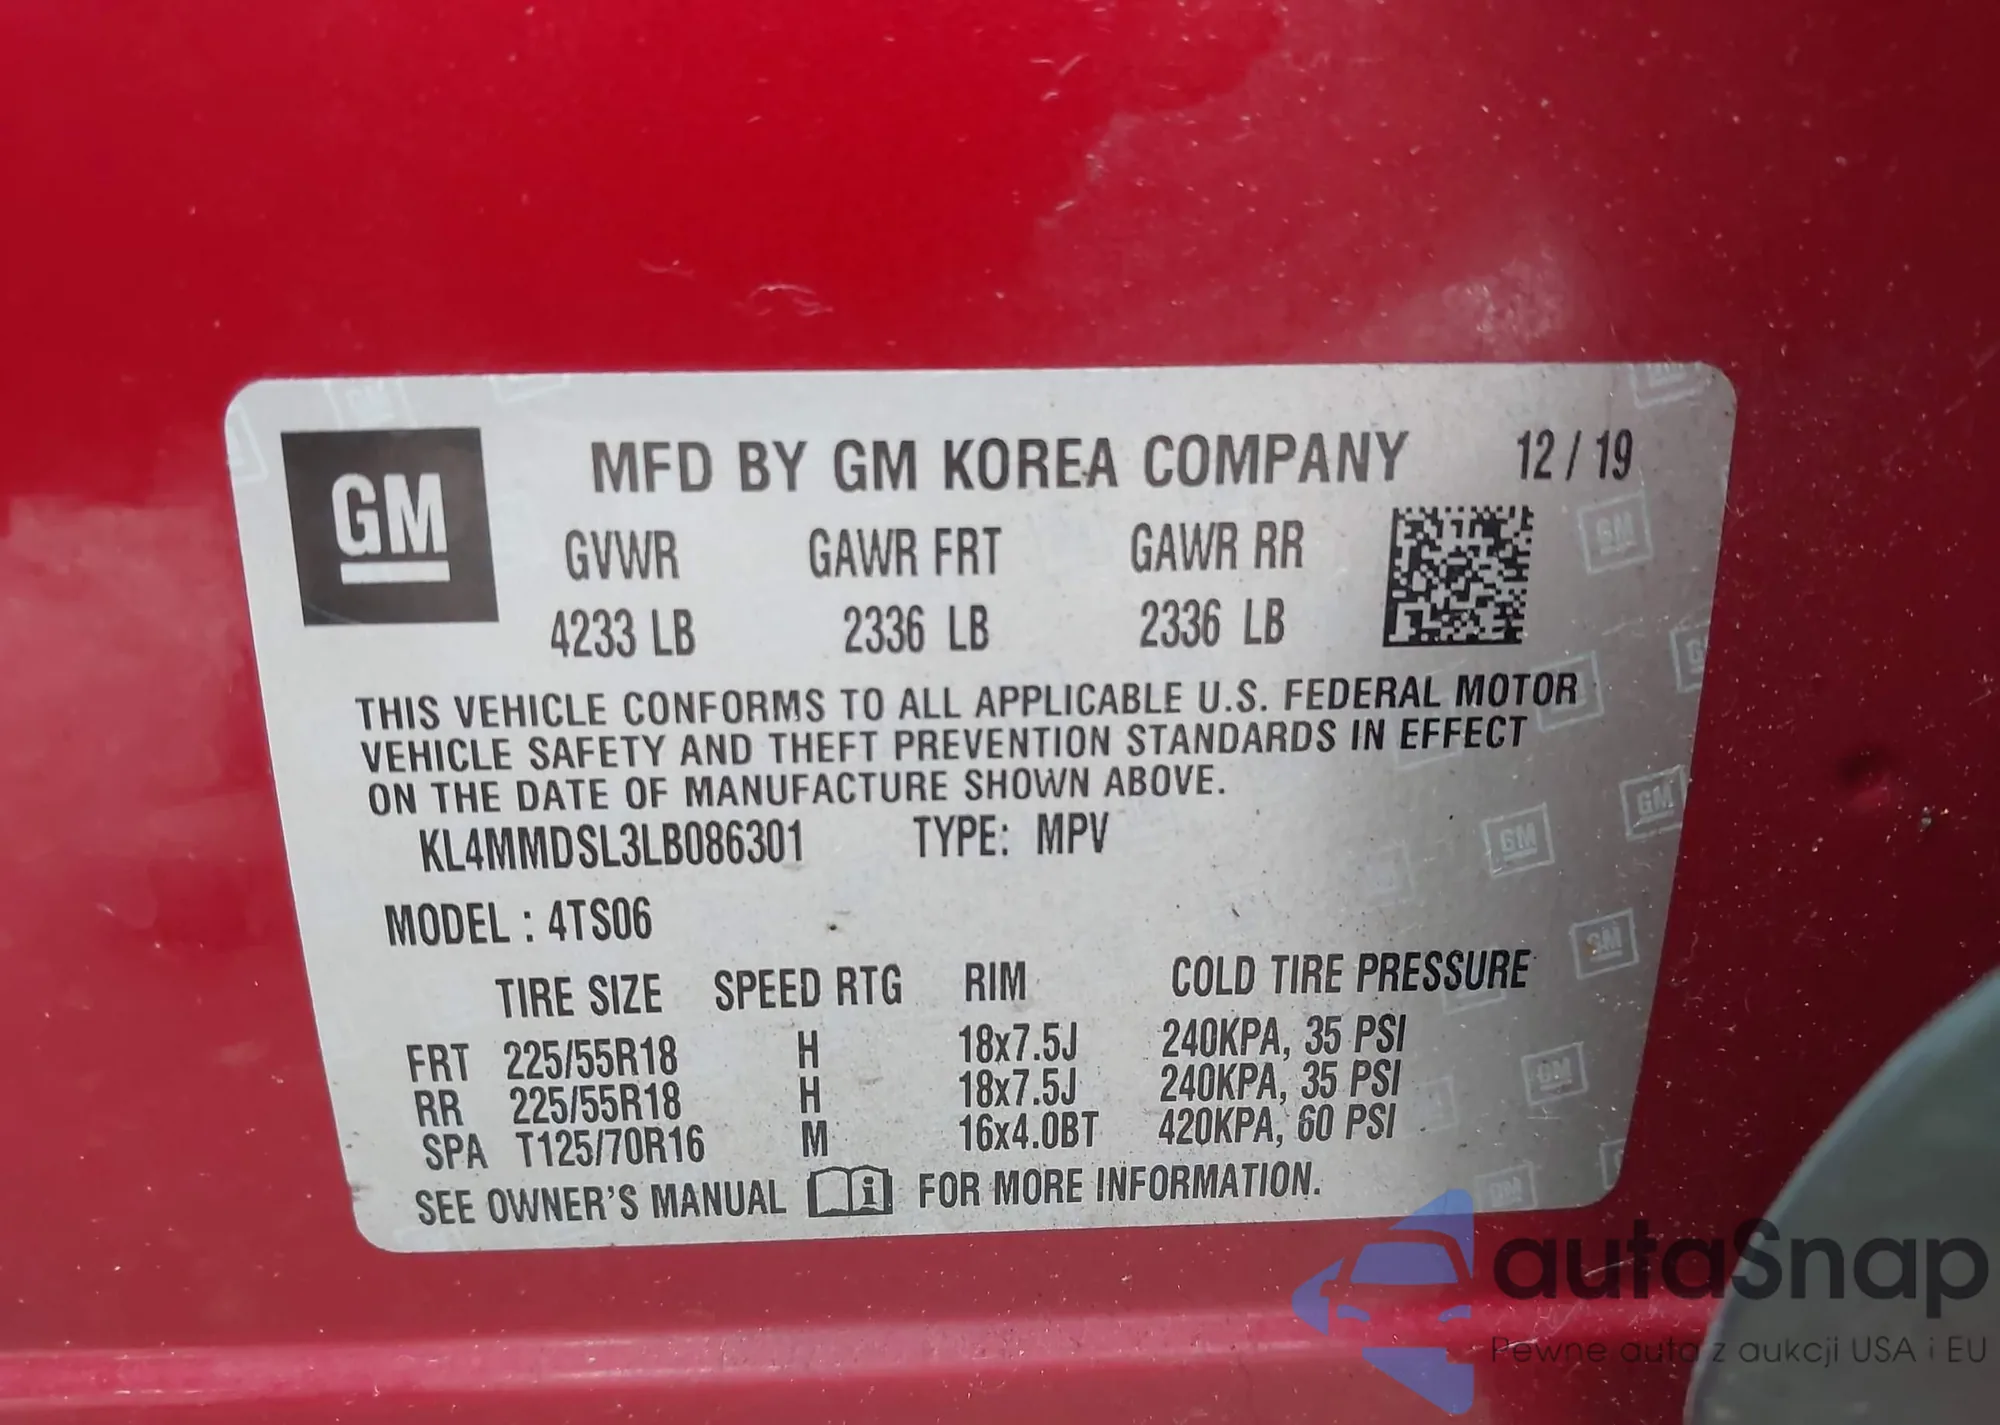 GM
MFD BY GM KOREA COMPANY 12 / 19
GVWR GAWR FRT GAWR RR
4233 LB 2336 LB 2336 LB
THIS VEHICLE CONFORMS TO ALL APPLICABLE U.S. FEDERAL MOTOR
VEHICLE SAFETY AND THEFT PREVENTION STANDARDS IN EFFECT
ON THE DATE OF MANUFACTURE SHOWN ABOVE.
KL4MMDSL3LB086301 TYPE: MPV
MODEL : 4TS06
TIRE SIZE SPEED RTG RIM COLD TIRE PRESSURE
FRT 225/55R18 H 18x7.5J 240KPA, 35 PSI
RR 225/55R18 H 18x7.5J 240KPA, 35 PSI
SPA T125/70R16 M 16x4.0BT 420KPA, 60 PSI
SEE OWNER'S MANUAL i FOR MORE INFORMATION.
autaSnap
Pewne auta z aukcji USA i EU